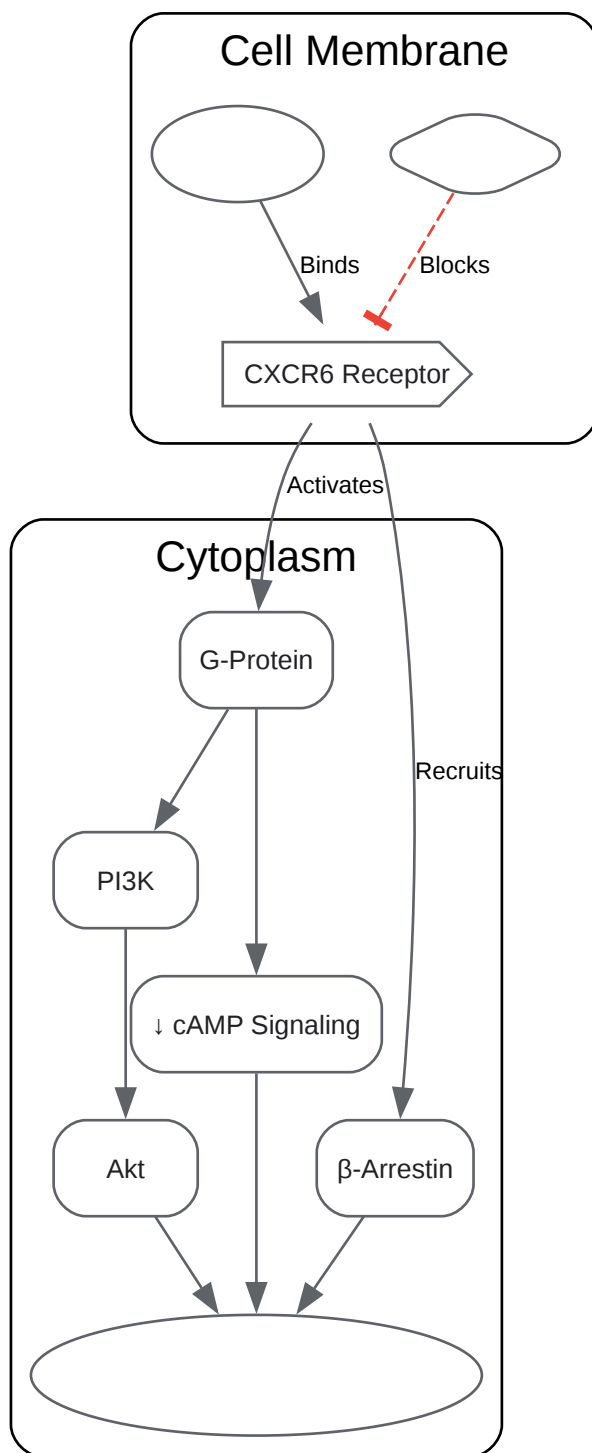 Cell Membrane
Binds
Blocks
CXCR6 Receptor
Activates
Cytoplasm
G-Protein
Recruits
PI3K
↓ cAMP Signaling
Akt
β-Arrestin